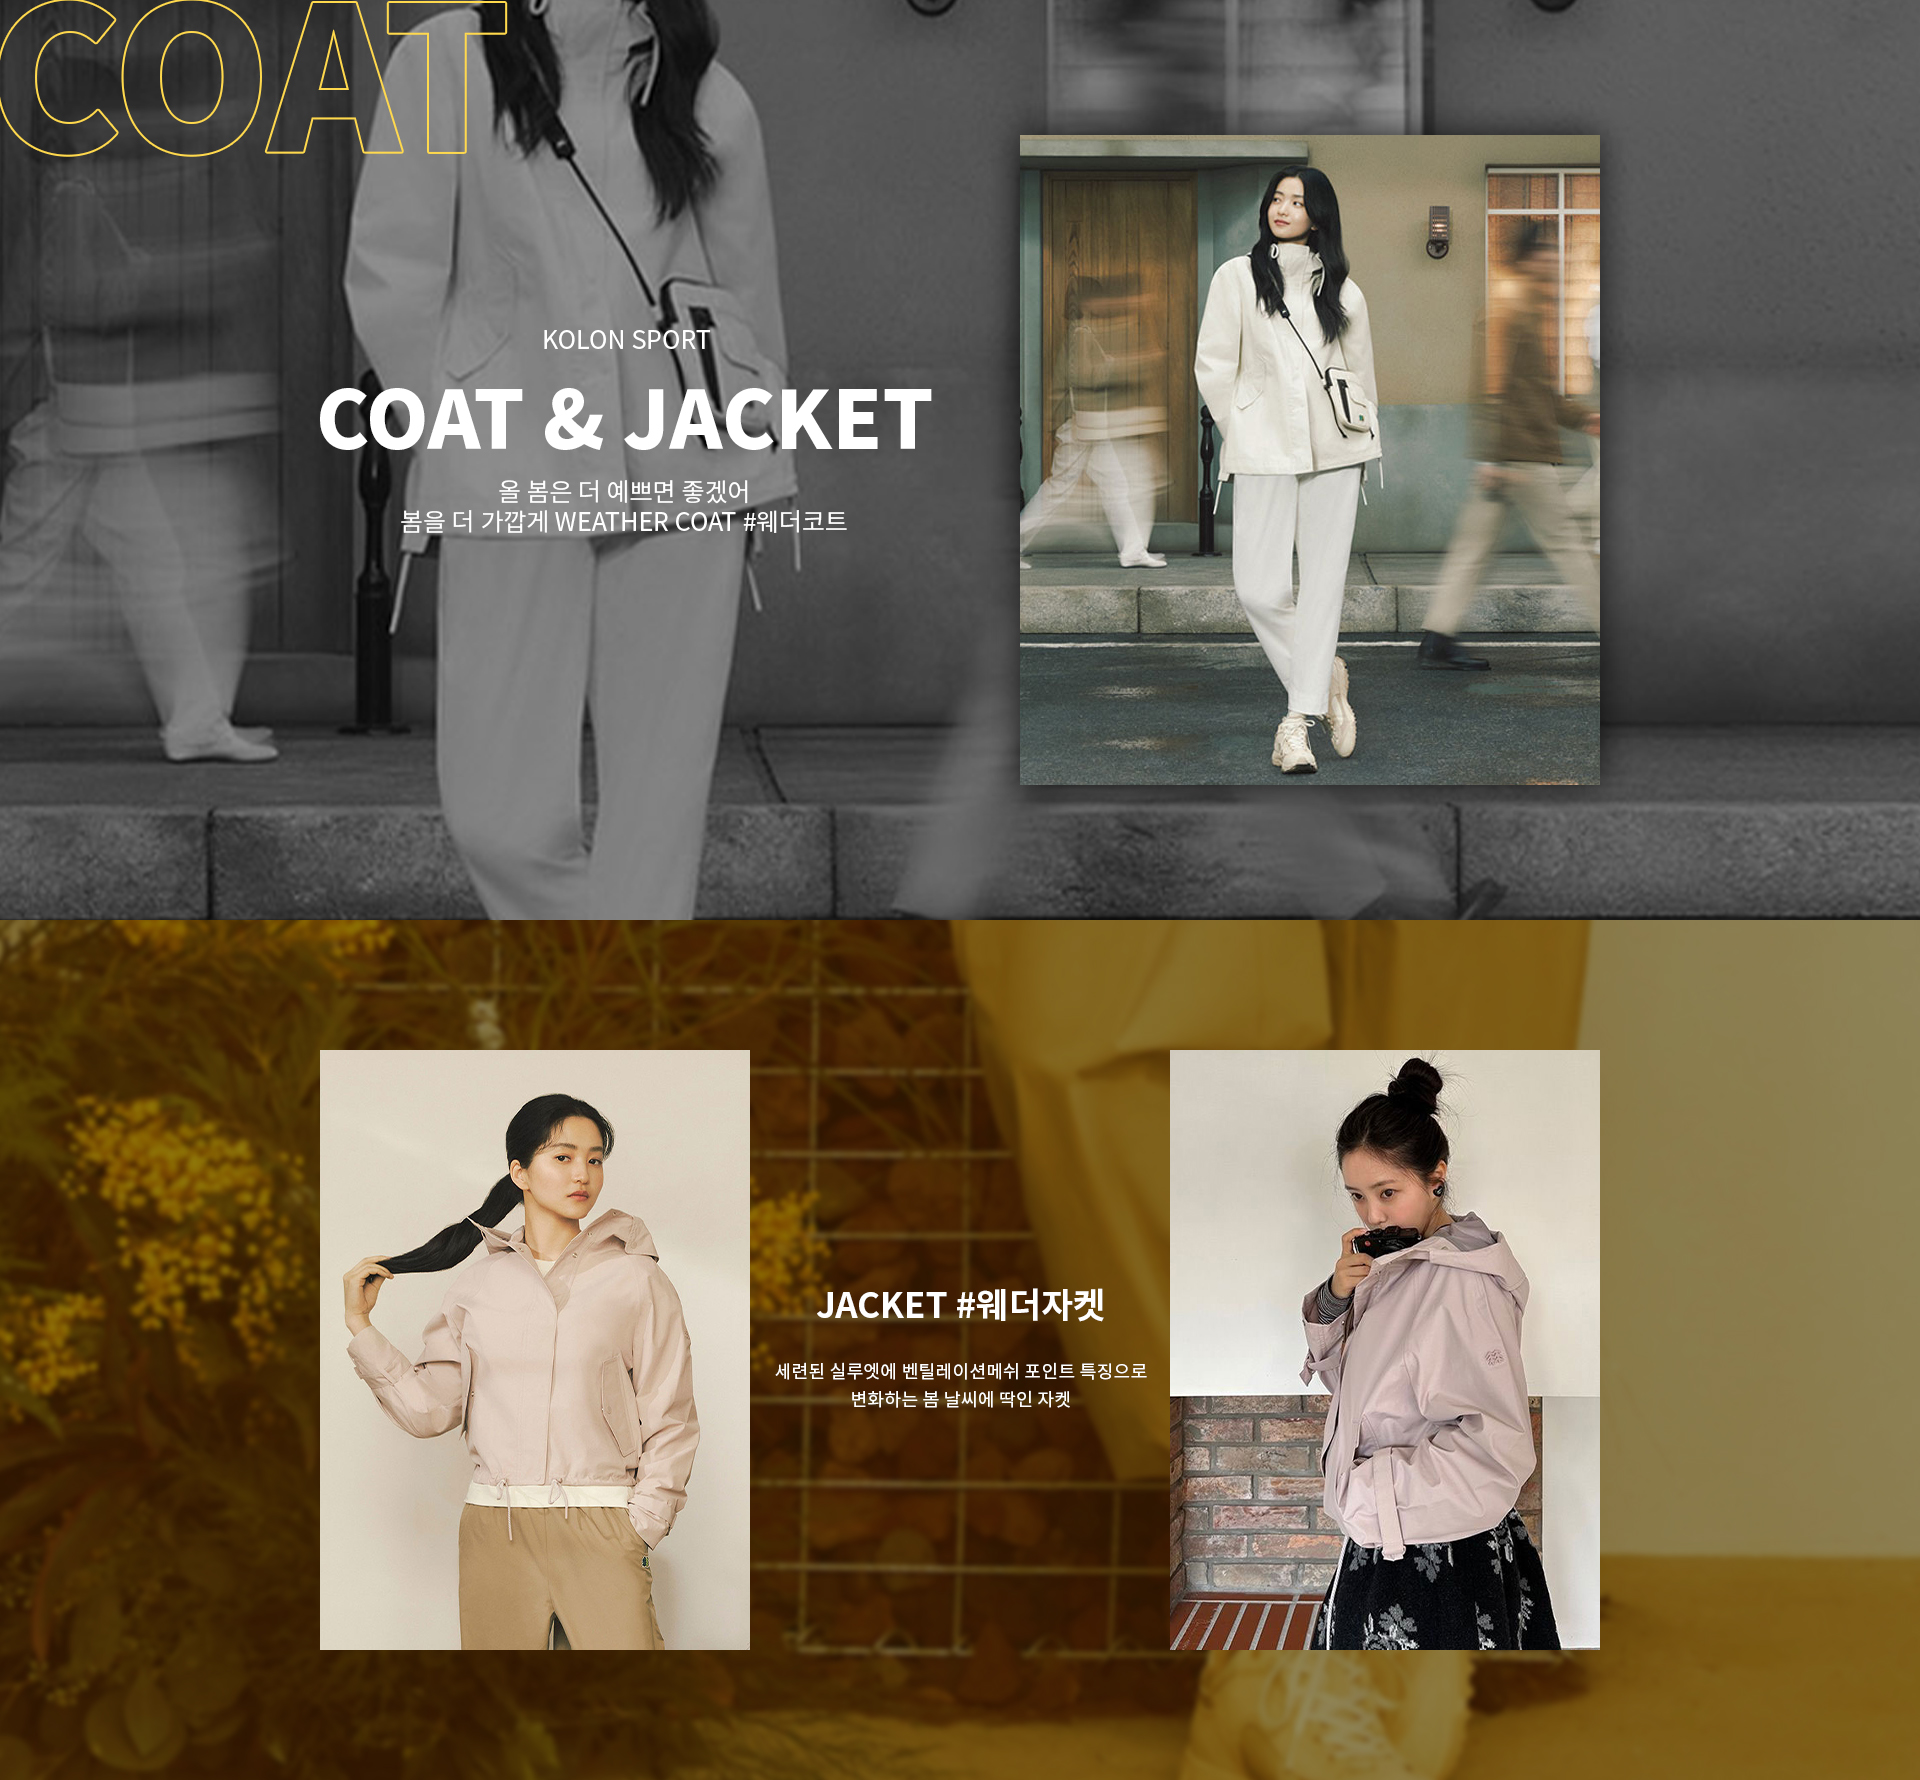 COAT
KOLON SPORT
COAT & JACKET
올 봄은 더 예쁘면 좋겠어
봄을 더 가깝게 WEATHER COAT #웨더코트
JACKET #웨더자켓
세련된 실루엣에 벤틸레이션메쉬 포인트 특징으로
변화하는 봄 날씨에 딱인 자켓